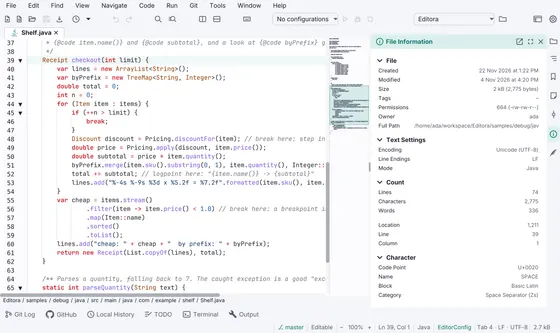 File Edit View Navigate Code Run Git Tools Window Help
No configurations Editora
Shelf.java
37 * {@code item.name()} and {@code subtotal}, and a look at {@code byPrefix}
38 */
39 Receipt checkout(int limit) {
40 var lines = new ArrayList<String>();
41 var byPrefix = new TreeMap<String, Integer>();
42 double total = 0;
43 int n = 0;
44 for (Item item : items) {
45 if (++n > limit) {
46 break;
47 }
48 Discount discount = Pricing.discountFor(item); // break here: step in
49 double price = Pricing.apply(discount, item.price());
50 double subtotal = price * item.quantity();
51 byPrefix.merge(item.sku().substring(0, 1), item.quantity(), Integer::
52 total += subtotal; // logpoint here: "{item.name()} -> {subtotal}"
53 lines.add("%-4s %-9s %3d x %5.2f = %7.2f".formatted(item.sku(), item.
54 }
55 var cheap = items.stream()
56 .filter(item -> item.price() < 1.0) // break here; a breakpoint i
57 .map(Item::name)
58 .sorted()
59 .toList();
60 lines.add("cheap: " + cheap + " by prefix: " + byPrefix);
61 return new Receipt(List.copyOf(lines), total);
62 }
63
64 /** Parses a quantity, falling back to 7. The caught exception is a good "exc
65 static int parseQuantity(String text) {
File Information
File
Created 22 Nov 2026 at 1:22 PM
Modified 4 Nov 2026 at 4:20 PM
Size 2 kB (2,775 bytes)
Tags —
Permissions 664 (-rw-rw-r--)
Owner ada
Full Path /home/ada/workspace/Editora/samples/debug/jav
Text Settings
Encoding Unicode (UTF-8)
Line Endings LF
Mode Java
Count
Lines 74
Characters 2,775
Words 336
Location 1,211
Line 39
Column 1
Character
Code Point U+0020
Name SPACE
Block Basic Latin
Category Space Separator (Zs)
Editora / samples / debug / java / src / main / java / com / example / shelf / Shelf.java
Git Log GitHub Local History TODO Terminal Output
master Editable − 100% + Ln 39, Col 1 Java EditorConfig Tab 4 LF UTF-8 2.7 kB